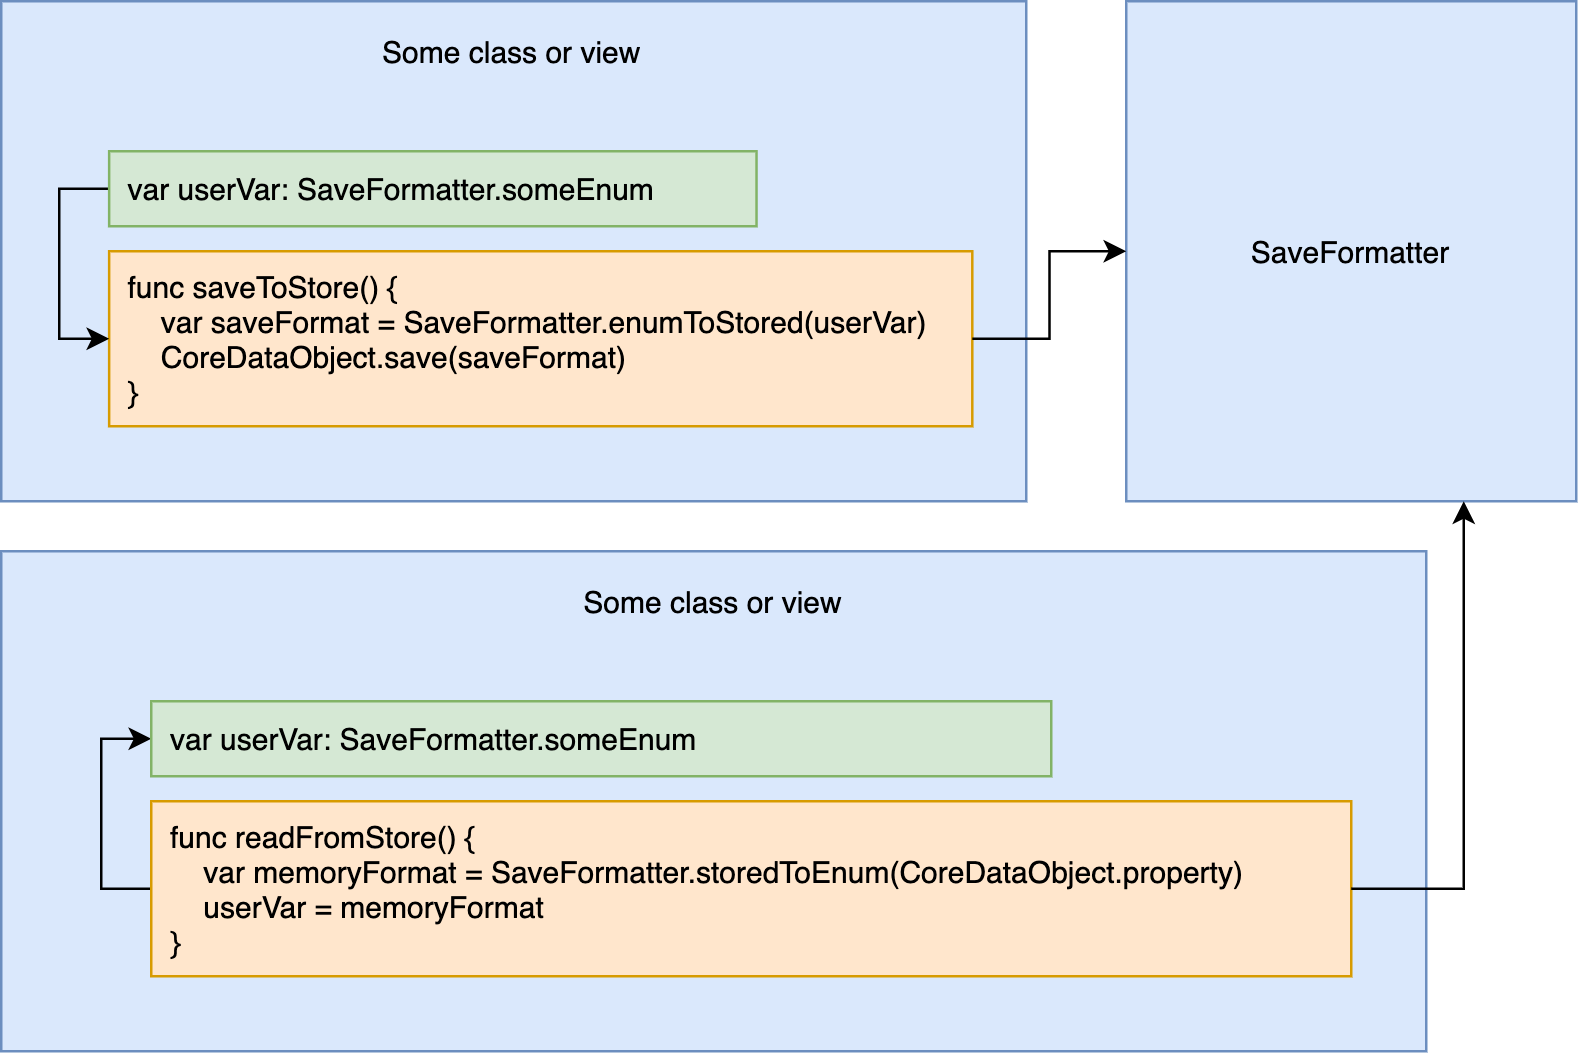 Some class or view
var userVar: SaveFormatter.someEnum
func saveToStore() {
var saveFormat = SaveFormatter.enumToStored(userVar)
CoreDataObject.save(saveFormat)
}
SaveFormatter
Some class or view
var userVar: SaveFormatter.someEnum
func readFromStore() {
var memoryFormat = SaveFormatter.storedToEnum(CoreDataObject.property)
userVar = memoryFormat
}